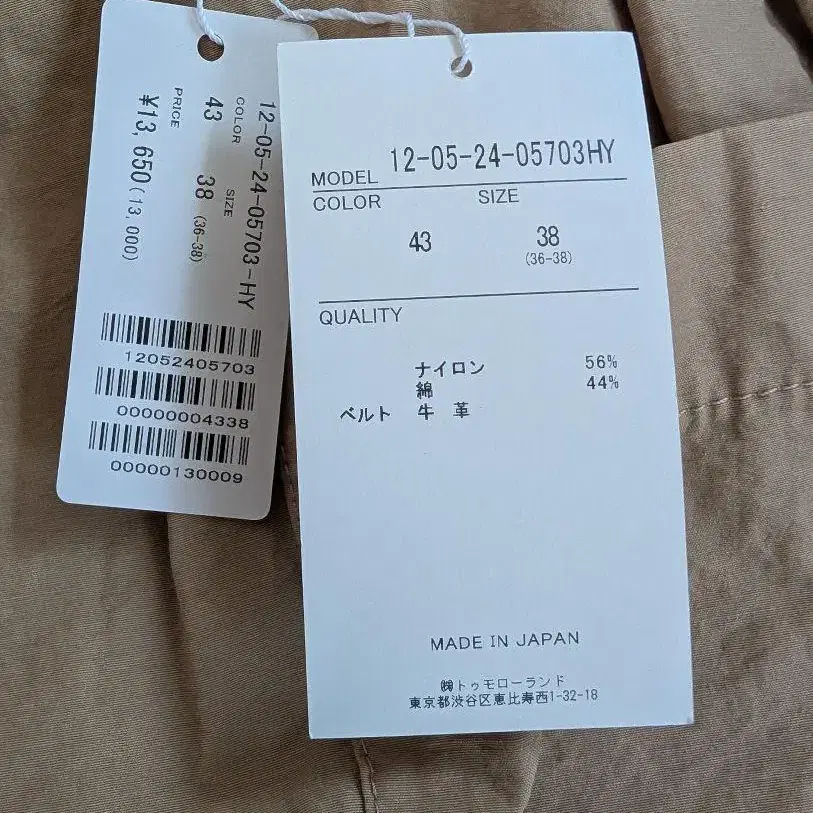 12-05-24-05703-HY
COLOR SIZE
43 38 (36-38)
PRICE
¥13,650(13,000)
12052405703
00000004338
00000130009
MODEL 12-05-24-05703HY
COLOR SIZE
43 38
(36-38)
QUALITY
ナイロン 56%
綿 44%
ベルト 牛 革
MADE IN JAPAN
㈱トゥモローランド
東京都渋谷区恵比寿西1-32-18